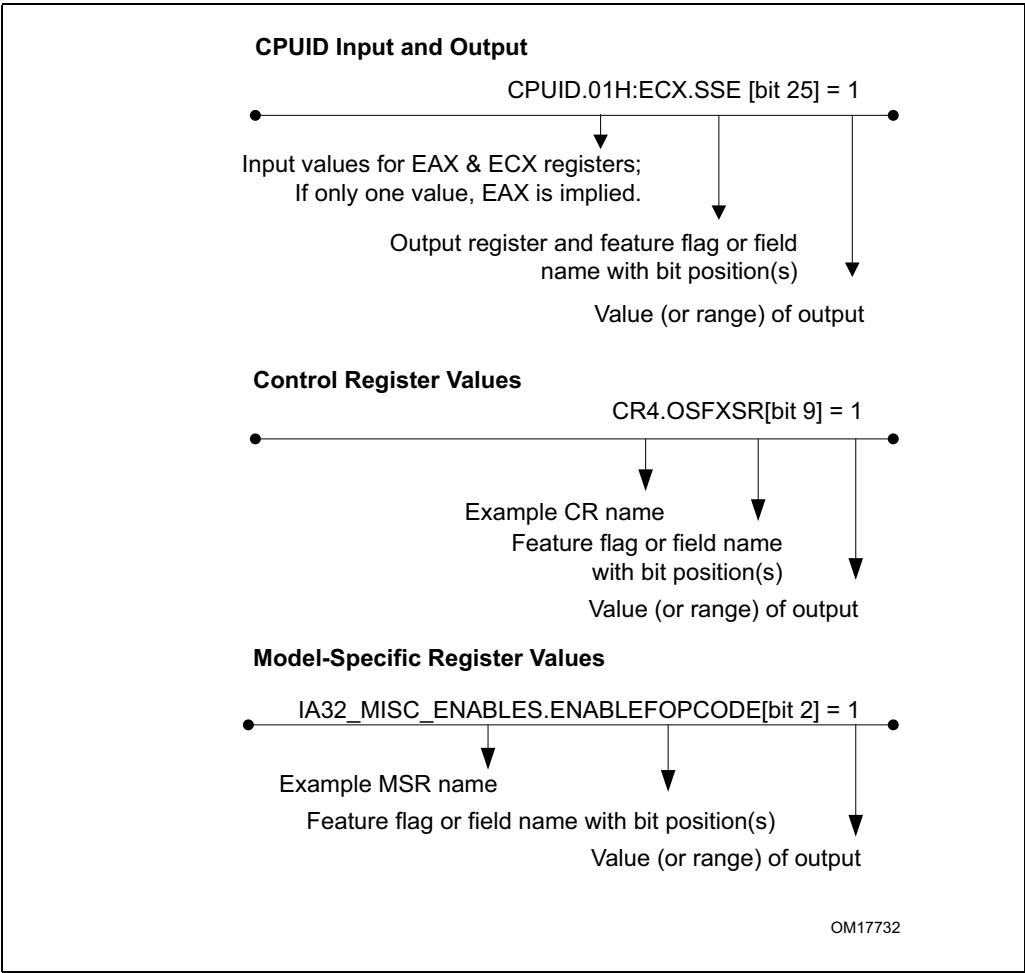 CPUID Input and Output
CPUID.01H:ECX.SSE [bit 25] = 1
Input values for EAX & ECX registers;
If only one value, EAX is implied.
Output register and feature flag or field
name with bit position(s)
Value (or range) of output
Control Register Values
CR4.OSFXSR[bit 9] = 1
Example CR name
Feature flag or field name
with bit position(s)
Value (or range) of output
Model-Specific Register Values
IA32_MISC_ENABLES.ENABLEFOPCODE[bit 2] = 1
Example MSR name
Feature flag or field name with bit position(s)
Value (or range) of output
OM17732